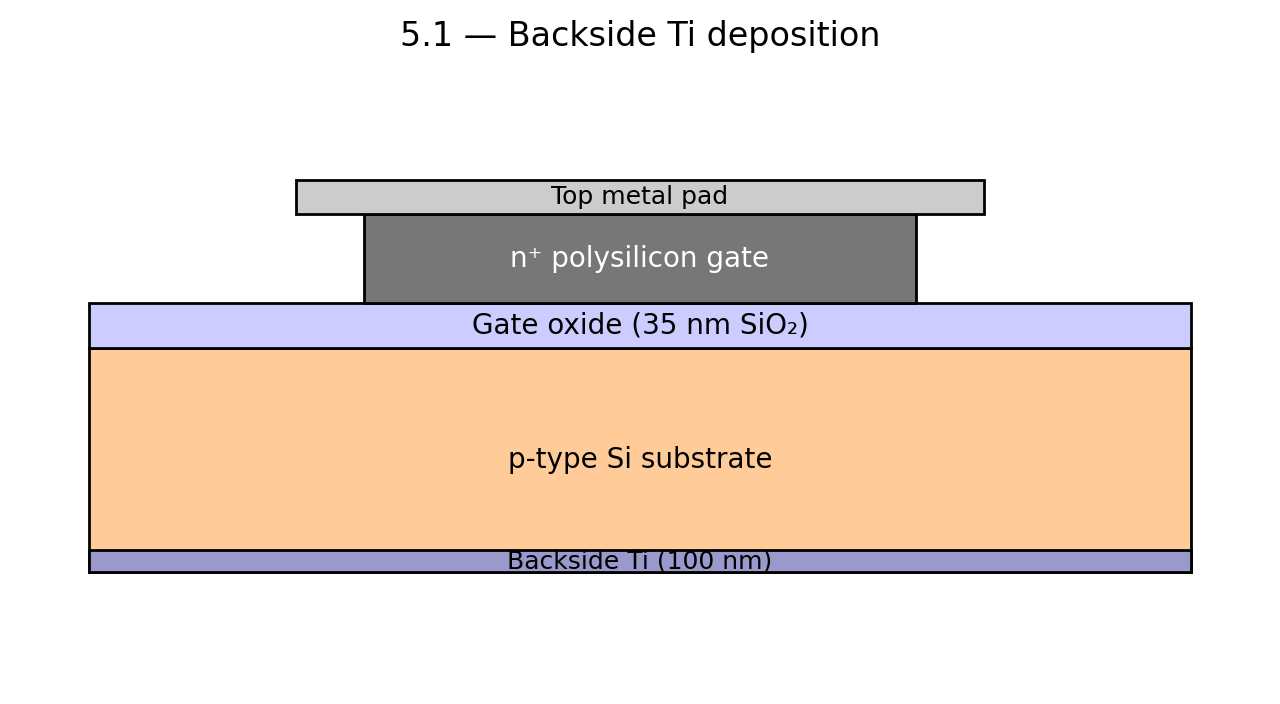 5.1 — Backside Ti deposition
Top metal pad
n⁺ polysilicon gate
Gate oxide (35 nm SiO₂)
p-type Si substrate
Backside Ti (100 nm)